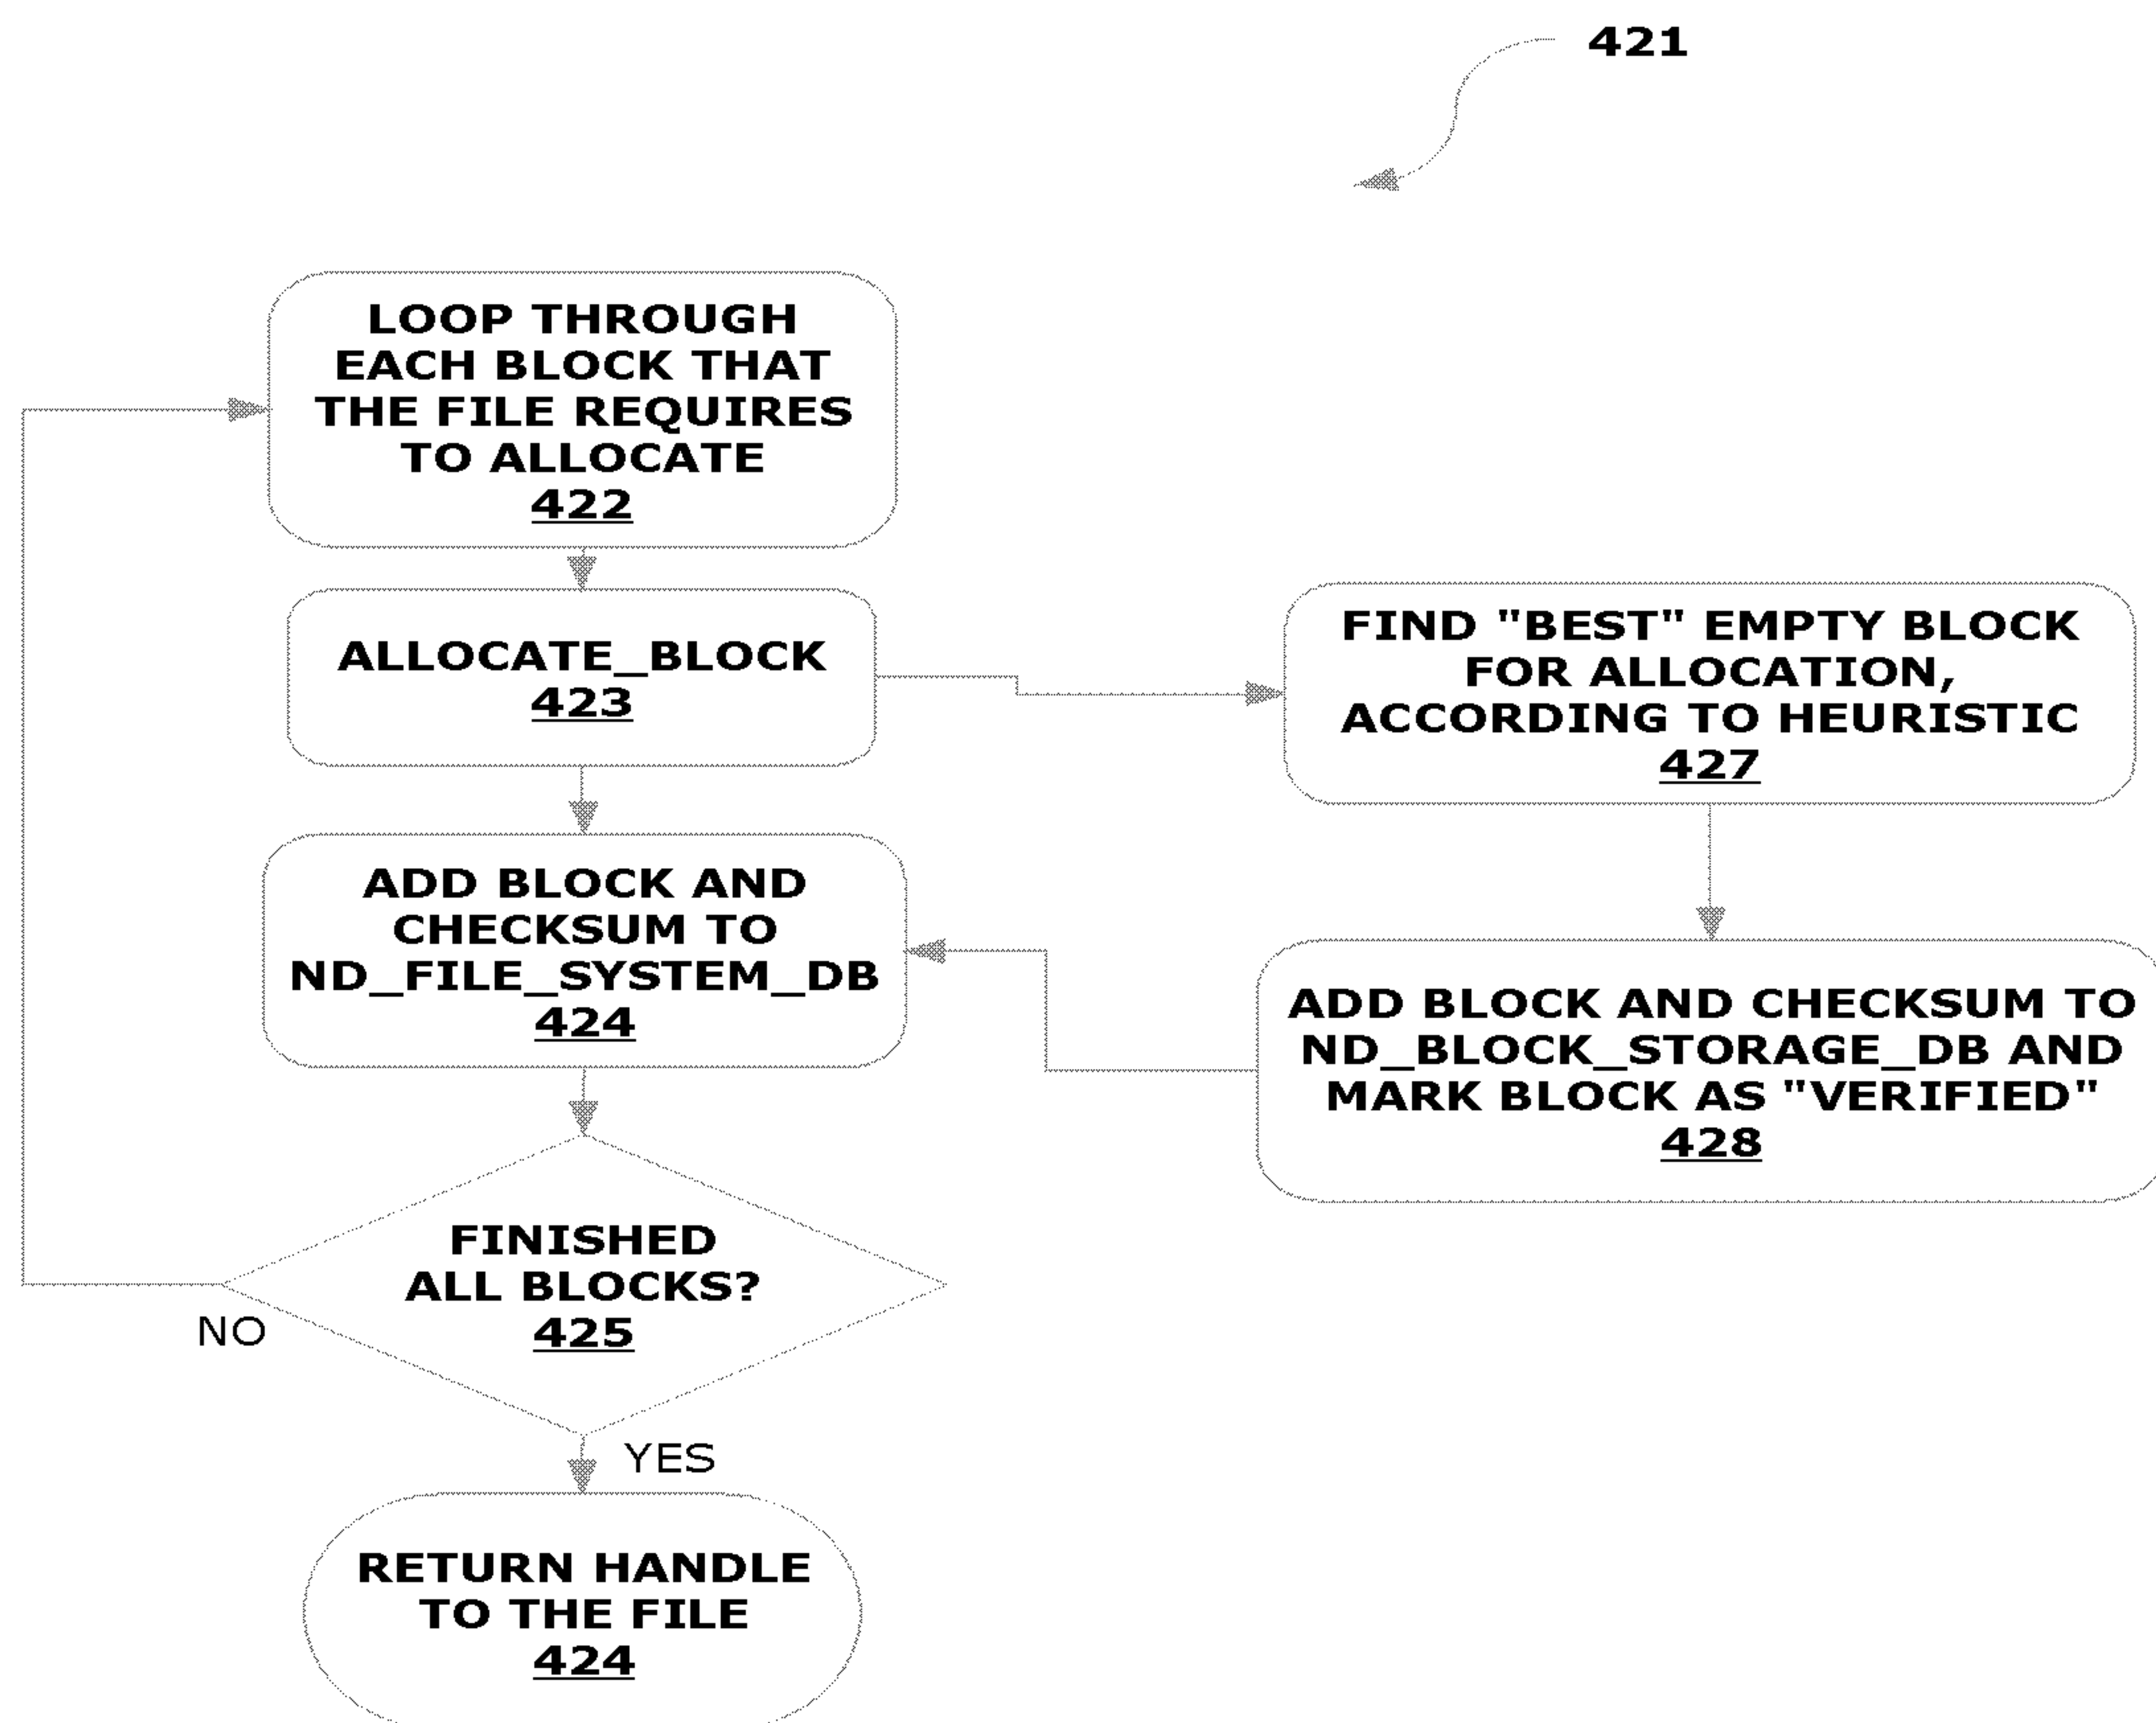 421
LOOP THROUGH
EACH BLOCK THAT
THE FILE REQUIRES
TO ALLOCATE
422
ALLOCATE_BLOCK
423
FIND "BEST" EMPTY BLOCK
FOR ALLOCATION,
ACCORDING TO HEURISTIC
427
ADD BLOCK AND
CHECKSUM TO
ND_FILE_SYSTEM_DB
424
ADD BLOCK AND CHECKSUM TO
ND_BLOCK_STORAGE_DB AND
MARK BLOCK AS "VERIFIED"
428
FINISHED
ALL BLOCKS?
425
NO
YES
RETURN HANDLE
TO THE FILE
424